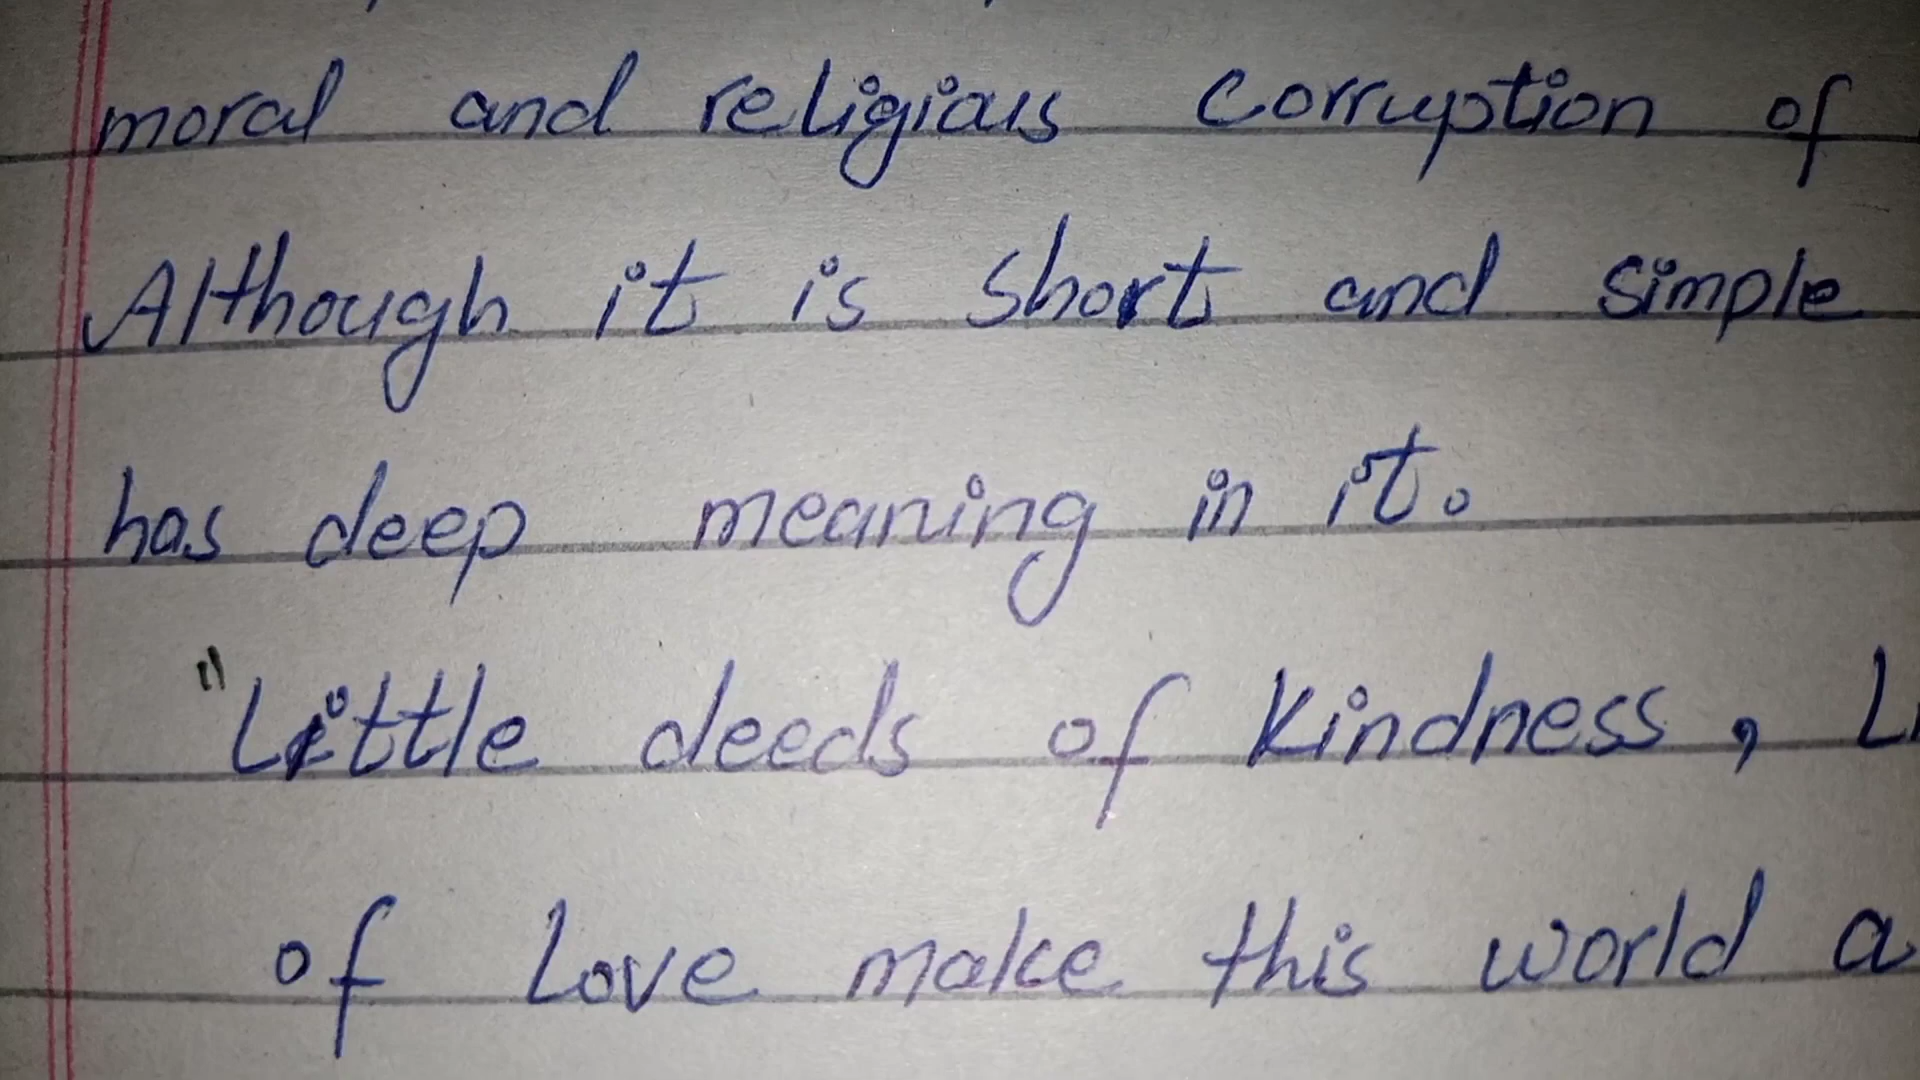 moral and religious corruption of
Although it is short and simple
has deep meaning in it.
"Little deeds of kindness,
of Love make this world a